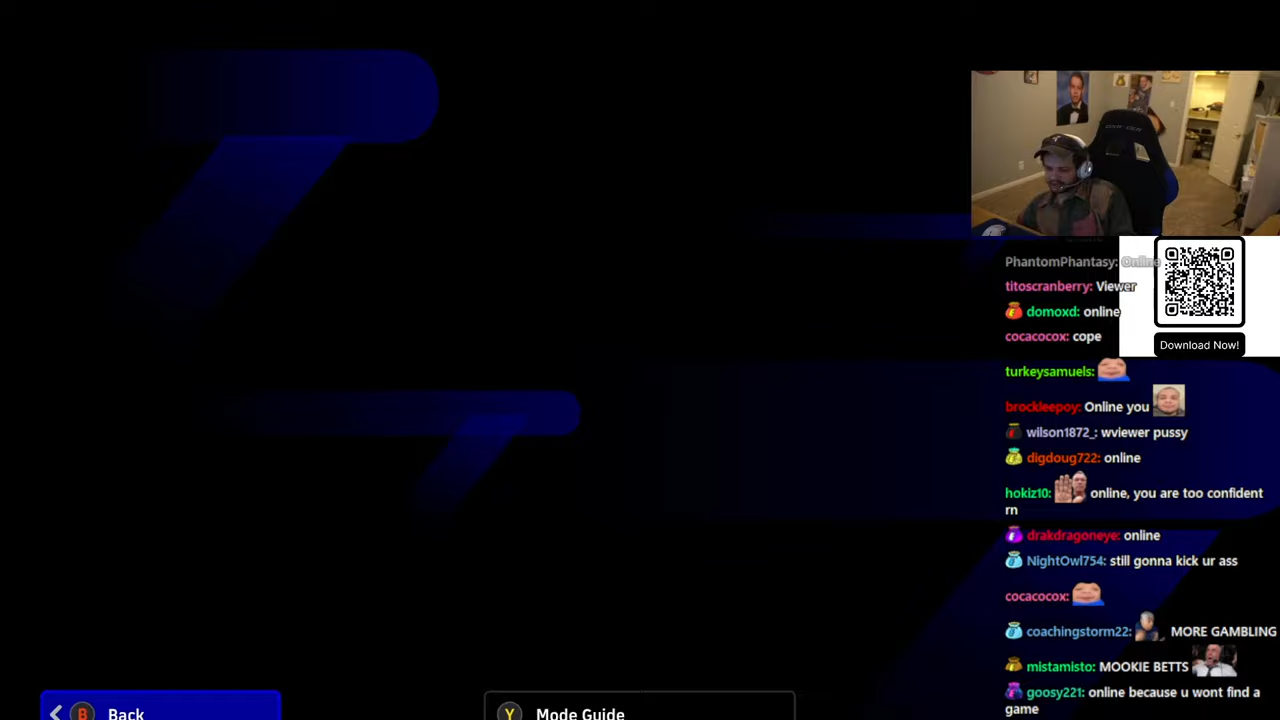 PhantomPhantasy: Online
titoscranberry: Viewer
domoxd: online
cocacocox: cope
Download Now!
turkeysamuels:
brockleepoy: Online you
wilson1872_: wviewer pussy
digdoug722: online
hokiz10: online, you are too confident
rn
drakdragoneye: online
NightOwl754: still gonna kick ur ass
cocacocox:
coachingstorm22: MORE GAMBLING
mistamisto: MOOKIE BETTS
goosy221: online because u wont find a
game
B Back
Y Mode Guide